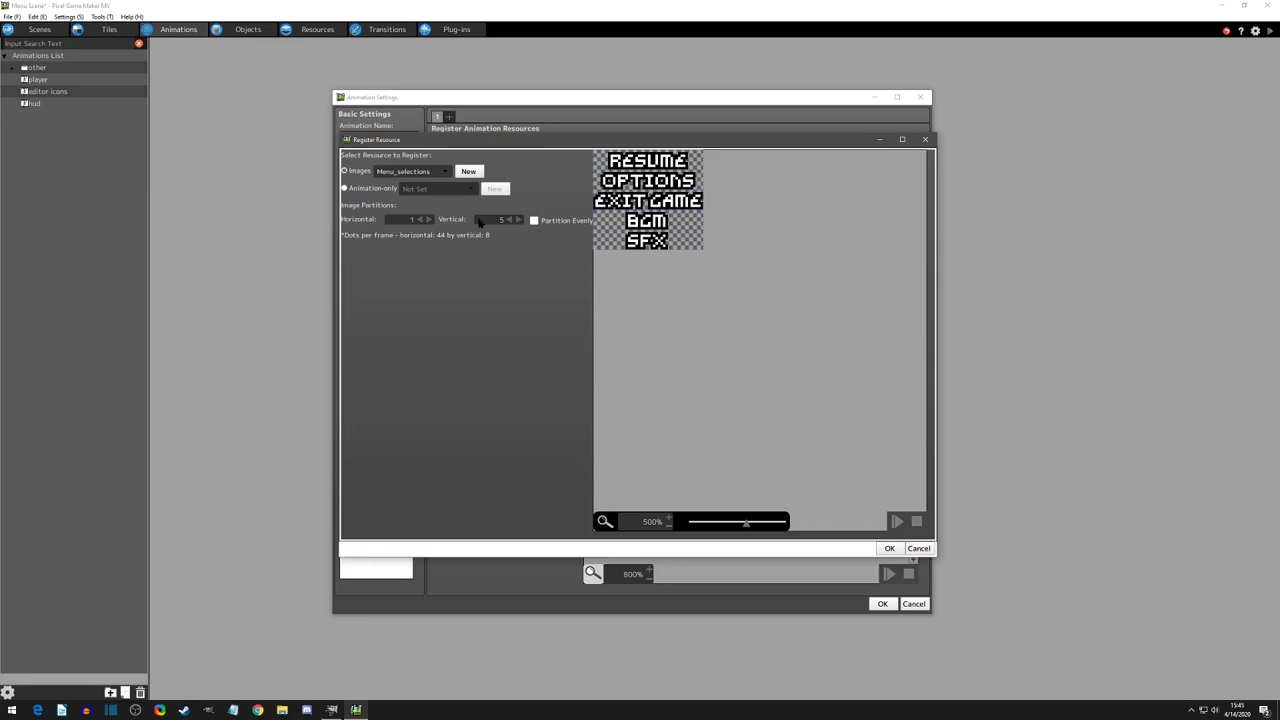 Menu Scene* - Pixel Game Maker MV
File (F) Edit (E) Settings (S) Tools (T) Help (H)
Scenes Tiles Animations Objects Resources Transitions Plug-ins
Input Search Text
Animations List
other
player
editor icons
hud
Animation Settings
Basic Settings
Animation Name:
1 +
Register Animation Resources
Register Resource
Select Resource to Register:
Images Menu_selections New
Animation-only Not Set New
Image Partitions:
Horizontal: 1 Vertical: 5 Partition Evenly
*Dots per frame - horizontal: 44 by vertical: 8
RESUME
OPTIONS
EXIT GAME
BGM
SFX
500%
OK Cancel
800%
OK Cancel
15:45
4/14/2020